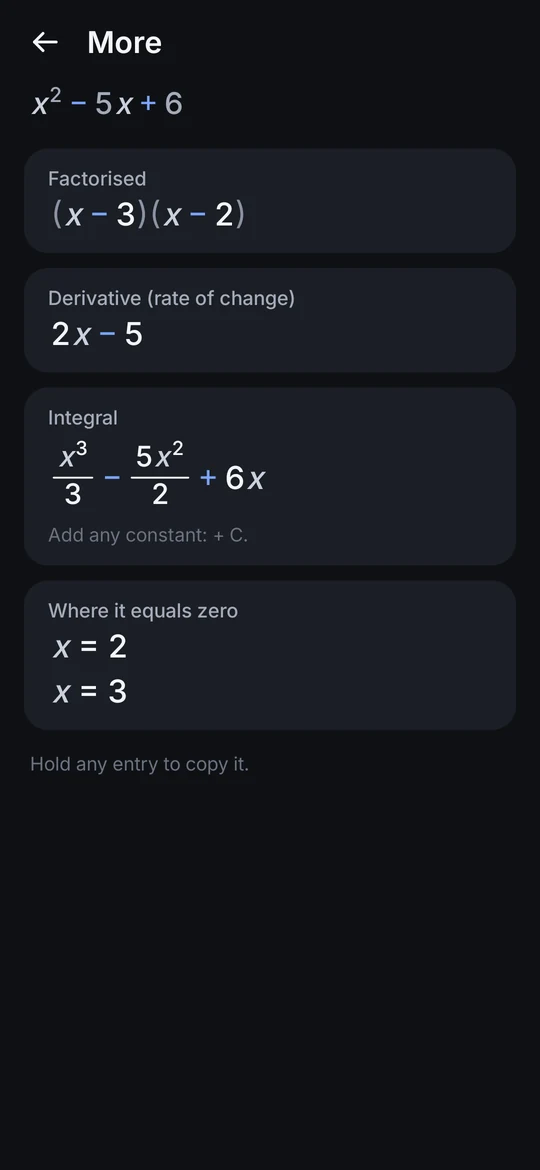 More
x² − 5x + 6
Factorised
(x − 3)(x − 2)
Derivative (rate of change)
2x − 5
Integral
x³/3 − 5x²/2 + 6x
Add any constant: + C.
Where it equals zero
x = 2
x = 3
Hold any entry to copy it.